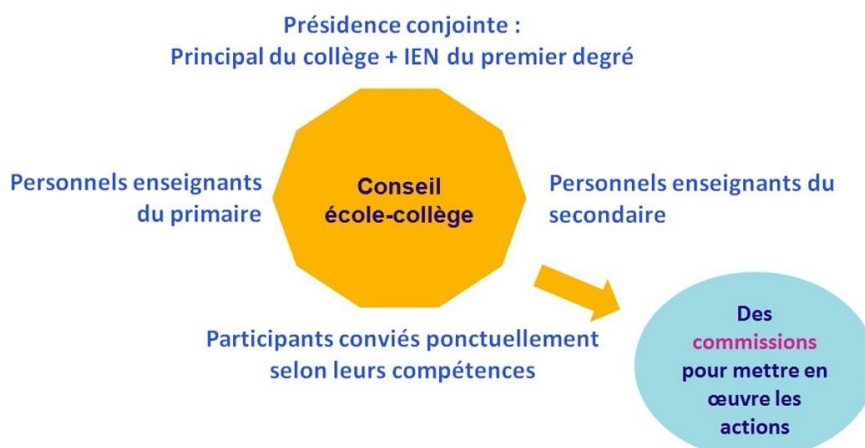 Présidence conjointe :
Principal du collège + IEN du premier degré
Personnels enseignants
du primaire
Conseil
école-collège
Personnels enseignants du
secondaire
Participants conviés ponctuellement
selon leurs compétences
Des
commissions
pour mettre en
œuvre les
actions